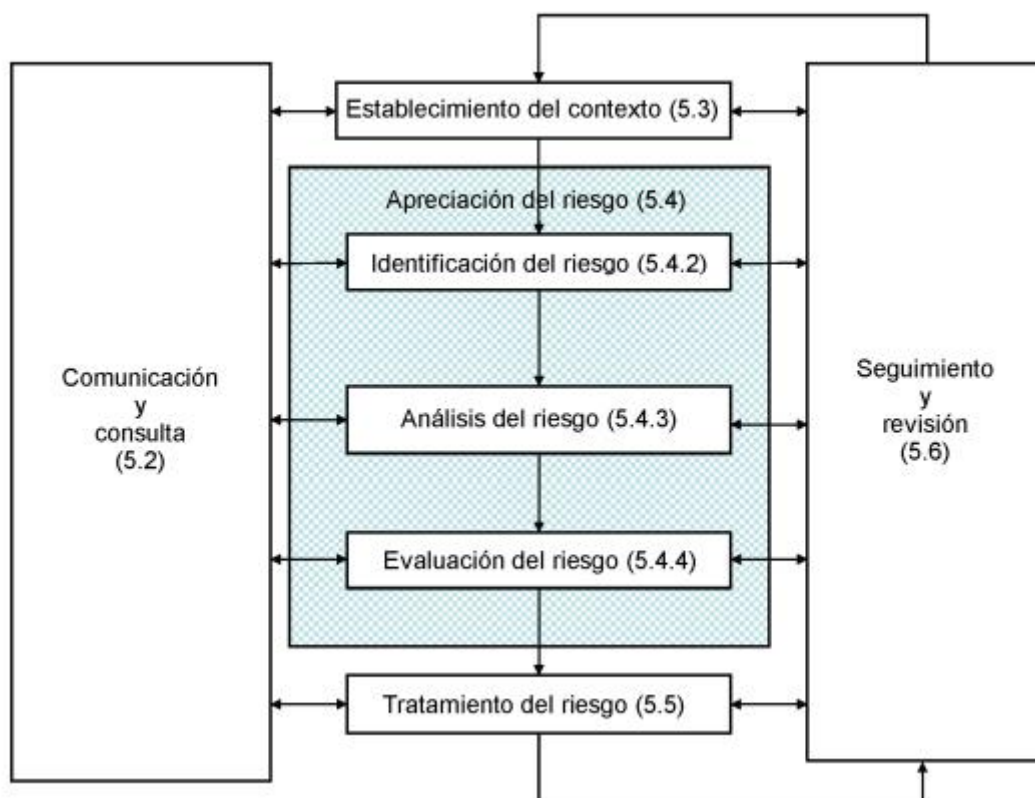 Establecimiento del contexto (5.3)
Apreciación del riesgo (5.4)
Identificación del riesgo (5.4.2)
Análisis del riesgo (5.4.3)
Evaluación del riesgo (5.4.4)
Tratamiento del riesgo (5.5)
Comunicación
y
consulta
(5.2)
Seguimiento
y
revisión
(5.6)